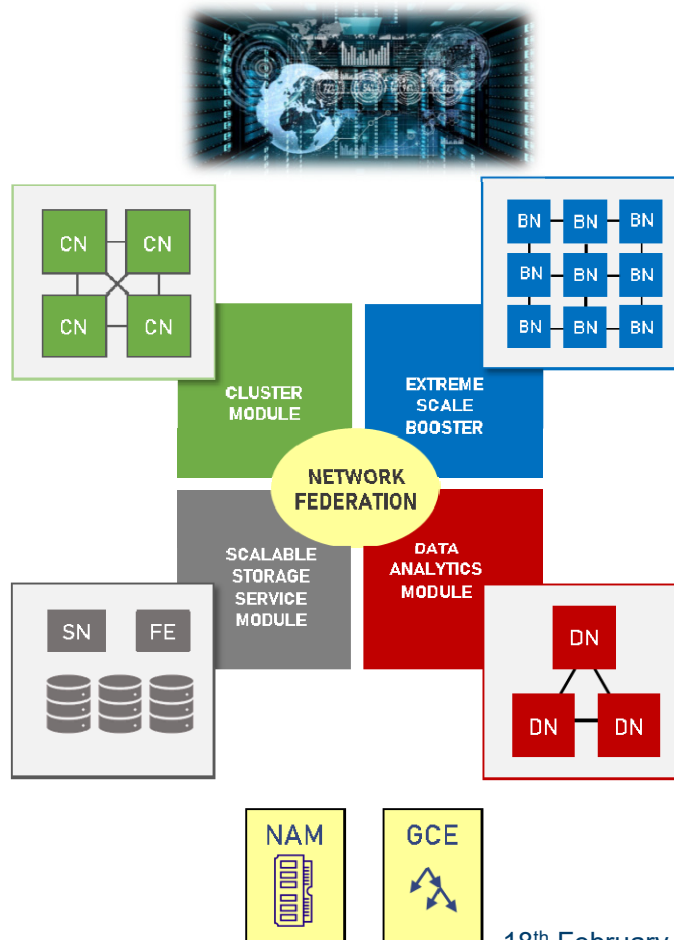 CN CN
CN CN
BN BN BN
BN BN BN
BN BN BN
CLUSTER
MODULE
EXTREME
SCALE
BOOSTER
NETWORK
FEDERATION
SCALABLE
STORAGE
SERVICE
MODULE
DATA
ANALYTICS
MODULE
SN FE
DN
DN DN
NAM
GCE
18th February